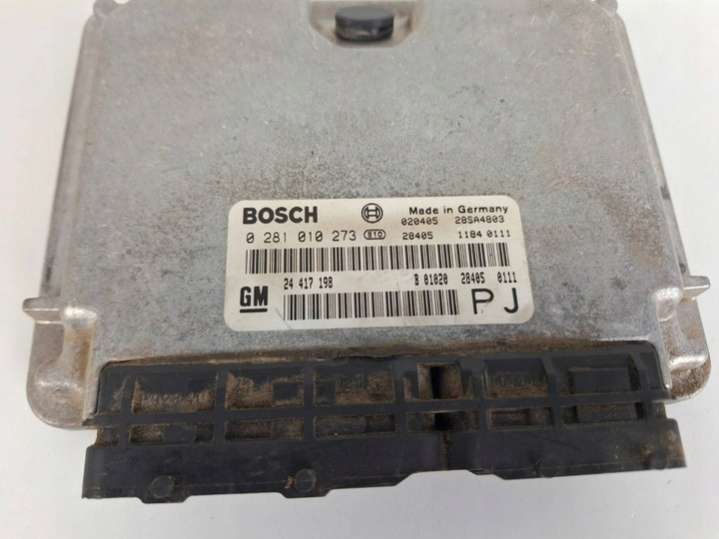 BOSCH Made in Germany
020405 28SA4803
0 281 010 273 STD 28405 1184 0111
GM 24 417 198 B 01020 28405 0111
PJ